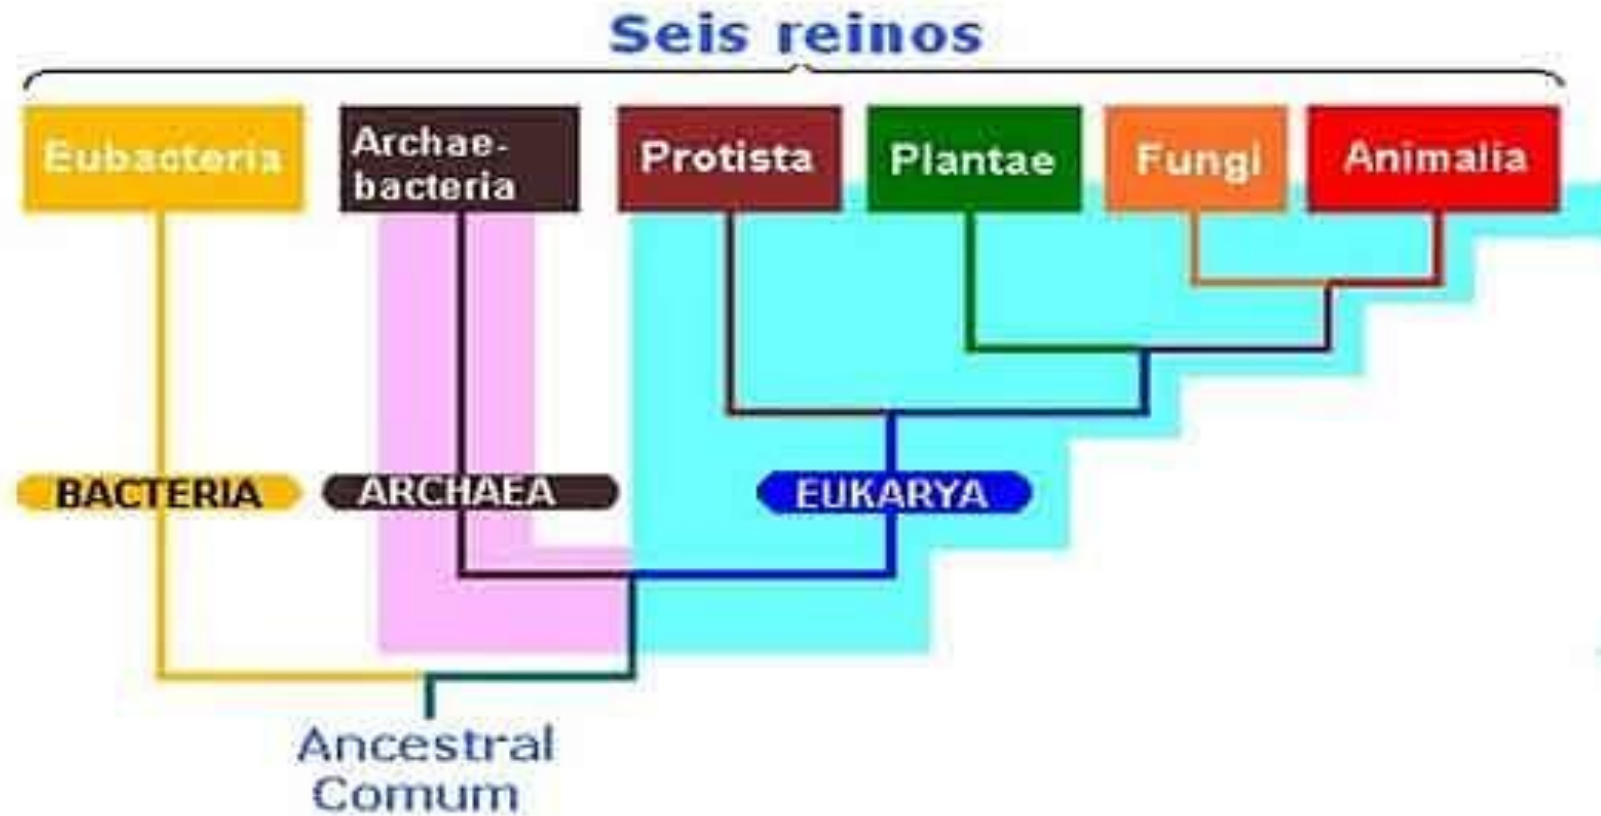 Seis reinos
Eubacteria
Archae-
bacteria
Protista
Plantae
Fungi
Animalia
BACTERIA
ARCHAEA
EUKARYA
Ancestral
Comum